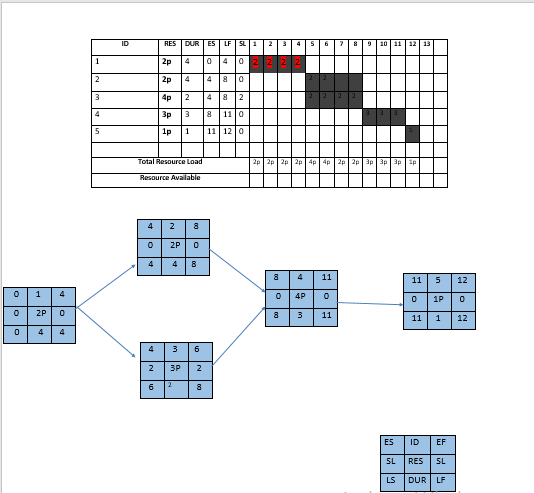 ID RES DUR ES LF SL 1 2 3 4 5 6 7 8 9 10 11 12 13
1 2p 4 0 4 0 2 2 2 2
2 2p 4 4 8 0 2 2
3 4p 2 4 8 2 2 2 2 2
4 3p 3 8 11 0 3 3 3
5 1p 1 11 12 0
Total Resource Load 2p 2p 2p 2p 4p 4p 2p 2p 3p 3p 3p 1p
Resource Available
4 2 8
0 2P 0
4 4 8
0 1 4
0 2P 0
0 4 4
4 3 6
2 3P 2
6 2 8
8 4 11
0 4P 0
8 3 11
11 5 12
0 1P 0
11 1 12
ES ID EF
SL RES SL
LS DUR LF